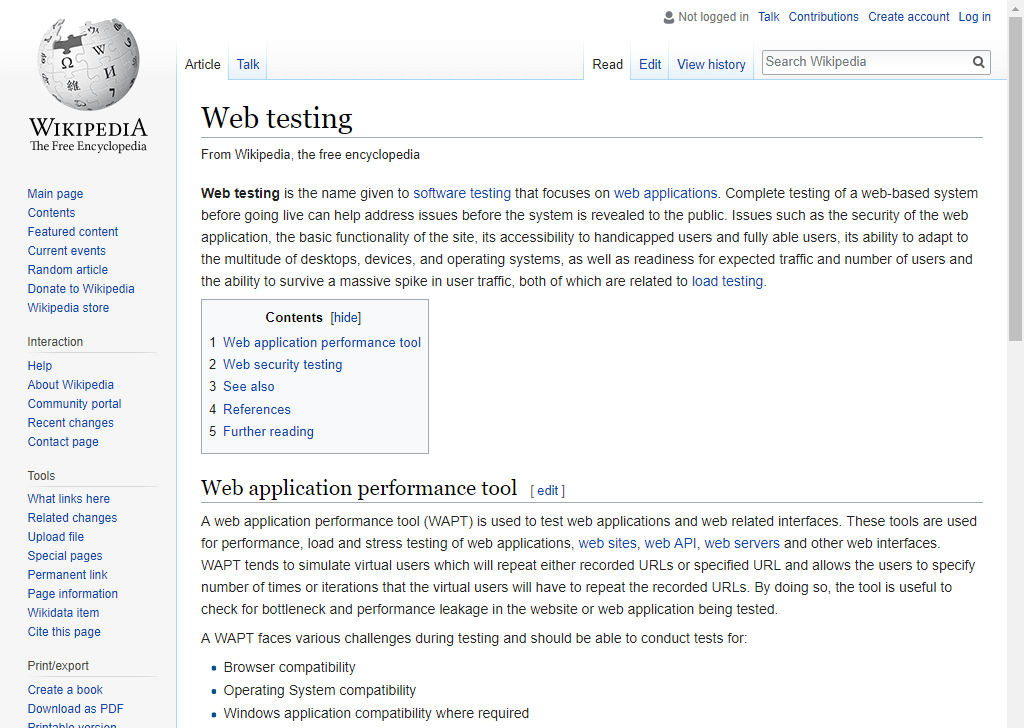 Not logged in Talk Contributions Create account Log in
Article Talk Read Edit View history Search Wikipedia
Ω W И 維
WIKIPEDIA
The Free Encyclopedia
Main page
Contents
Featured content
Current events
Random article
Donate to Wikipedia
Wikipedia store
Interaction
Help
About Wikipedia
Community portal
Recent changes
Contact page
Tools
What links here
Related changes
Upload file
Special pages
Permanent link
Page information
Wikidata item
Cite this page
Print/export
Create a book
Download as PDF
Printable version
Web testing
From Wikipedia, the free encyclopedia
Web testing is the name given to software testing that focuses on web applications. Complete testing of a web-based system
before going live can help address issues before the system is revealed to the public. Issues such as the security of the web
application, the basic functionality of the site, its accessibility to handicapped users and fully able users, its ability to adapt to
the multitude of desktops, devices, and operating systems, as well as readiness for expected traffic and number of users and
the ability to survive a massive spike in user traffic, both of which are related to load testing.
Contents [hide]
1 Web application performance tool
2 Web security testing
3 See also
4 References
5 Further reading
Web application performance tool [ edit ]
A web application performance tool (WAPT) is used to test web applications and web related interfaces. These tools are used
for performance, load and stress testing of web applications, web sites, web API, web servers and other web interfaces.
WAPT tends to simulate virtual users which will repeat either recorded URLs or specified URL and allows the users to specify
number of times or iterations that the virtual users will have to repeat the recorded URLs. By doing so, the tool is useful to
check for bottleneck and performance leakage in the website or web application being tested.
A WAPT faces various challenges during testing and should be able to conduct tests for:
• Browser compatibility
• Operating System compatibility
• Windows application compatibility where required